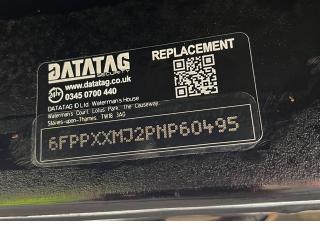 DATATAG
REPLACEMENT
www.datatag.co.uk
24hr 0345 0700 440
DATATAG ID Ltd. Waterman's House
Waterman's Court, Lotus Park, The Causeway,
Staines-upon-Thames, TW18 3AG
6FPPXXMJ2PNP60495